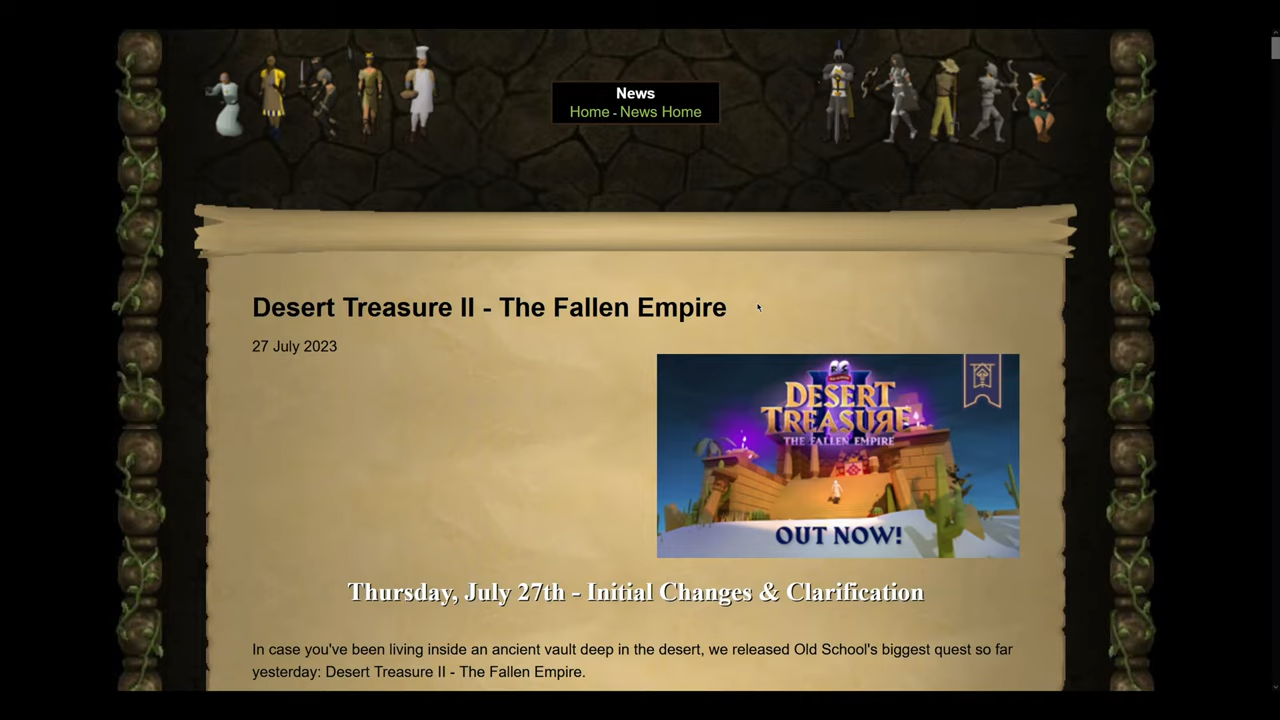 News
Home - News Home
Desert Treasure II - The Fallen Empire
27 July 2023
DESERT
TREASURE
THE FALLEN EMPIRE
OUT NOW!
Thursday, July 27th - Initial Changes & Clarification
In case you've been living inside an ancient vault deep in the desert, we released Old School's biggest quest so far
yesterday: Desert Treasure II - The Fallen Empire.